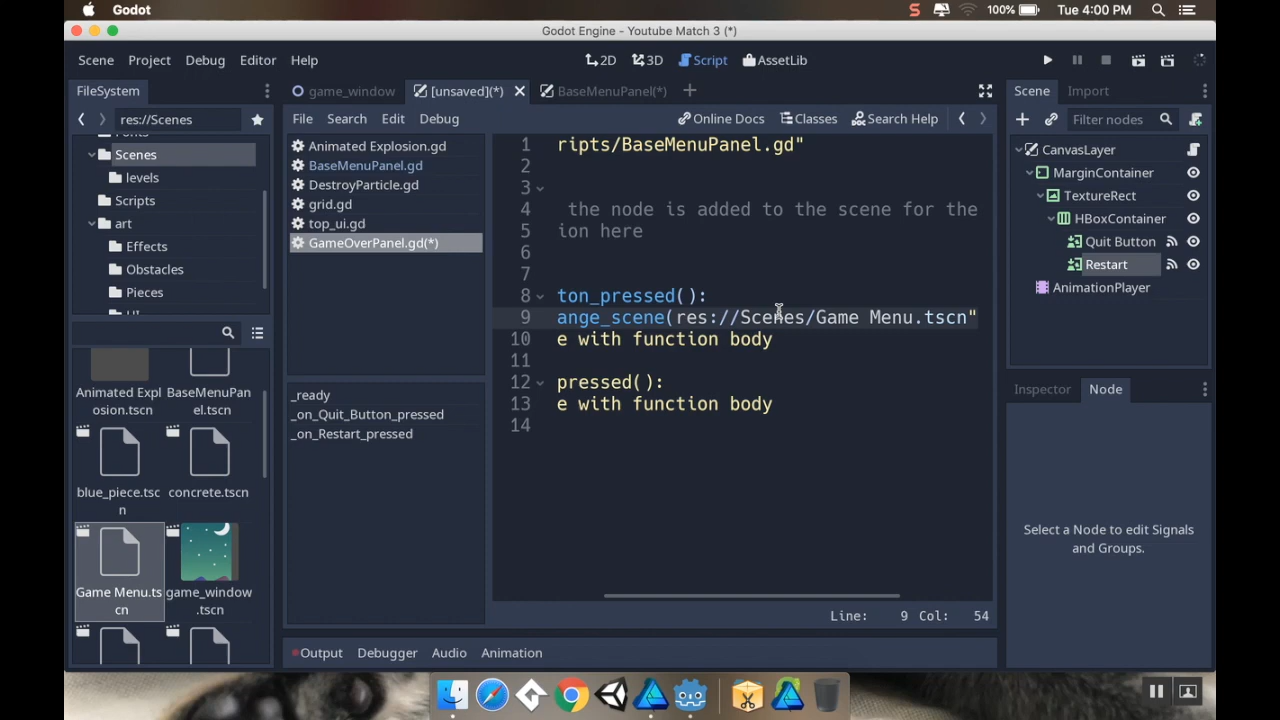 Godot
100%
Tue 4:00 PM
Godot Engine - Youtube Match 3 (*)
Scene Project Debug Editor Help
2D 3D Script AssetLib
FileSystem
game_window [unsaved](*) BaseMenuPanel(*)
Scene Import
res://Scenes
File Search Edit Debug
Online Docs Classes Search Help
Filter nodes
Scenes
levels
Scripts
art
Effects
Obstacles
Pieces
Animated Expl
osion.tscn
BaseMenuPan
el.tscn
blue_piece.tsc
n
concrete.tscn
Game Menu.ts
cn
game_window
.tscn
Animated Explosion.gd
BaseMenuPanel.gd
DestroyParticle.gd
grid.gd
top_ui.gd
GameOverPanel.gd(*)
_ready
_on_Quit_Button_pressed
_on_Restart_pressed
1 ripts/BaseMenuPanel.gd"
2
3
4 the node is added to the scene for the
5 ion here
6
7
8 ton_pressed():
9 ange_scene(res://Scenes/Game Menu.tscn"
10 e with function body
11
12 pressed():
13 e with function body
14
Line: 9 Col: 54
Output Debugger Audio Animation
CanvasLayer
MarginContainer
TextureRect
HBoxContainer
Quit Button
Restart
AnimationPlayer
Inspector Node
Select a Node to edit Signals
and Groups.